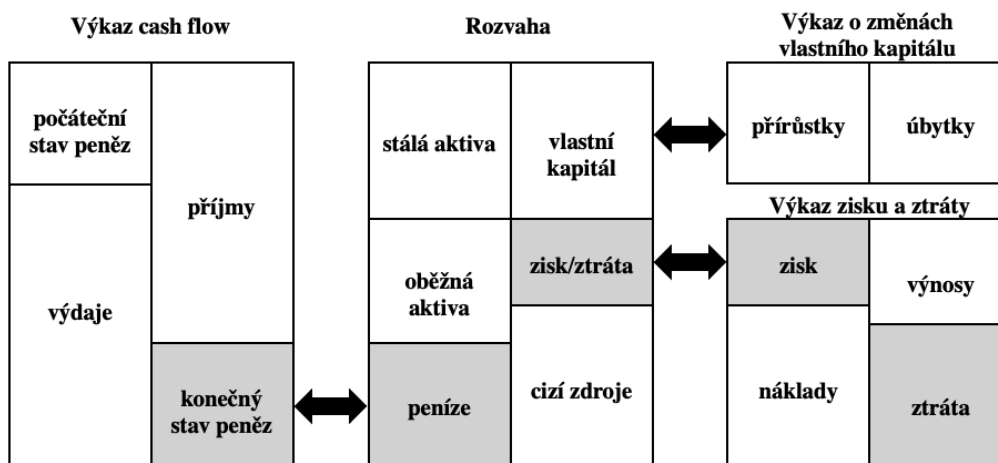 Výkaz cash flow
počáteční
stav peněz
výdaje
příjmy
konečný
stav peněz
Rozvaha
stálá aktiva
oběžná
aktiva
peníze
vlastní
kapitál
zisk/ztráta
cizí zdroje
Výkaz o změnách
vlastního kapitálu
přírůstky
úbytky
Výkaz zisku a ztráty
zisk
náklady
výnosy
ztráta